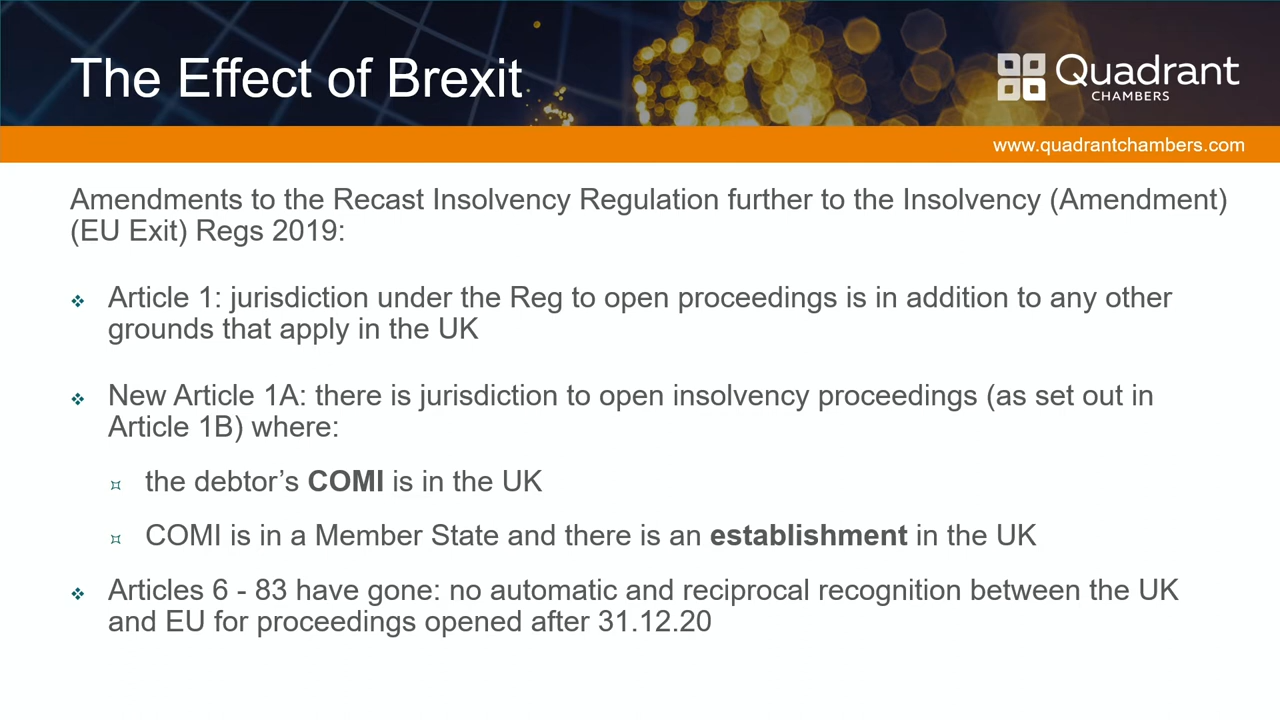 The Effect of Brexit
Quadrant
CHAMBERS
www.quadrantchambers.com
Amendments to the Recast Insolvency Regulation further to the Insolvency (Amendment)
(EU Exit) Regs 2019:
Article 1: jurisdiction under the Reg to open proceedings is in addition to any other
grounds that apply in the UK
New Article 1A: there is jurisdiction to open insolvency proceedings (as set out in
Article 1B) where:
the debtor’s COMI is in the UK
COMI is in a Member State and there is an establishment in the UK
Articles 6 - 83 have gone: no automatic and reciprocal recognition between the UK
and EU for proceedings opened after 31.12.20